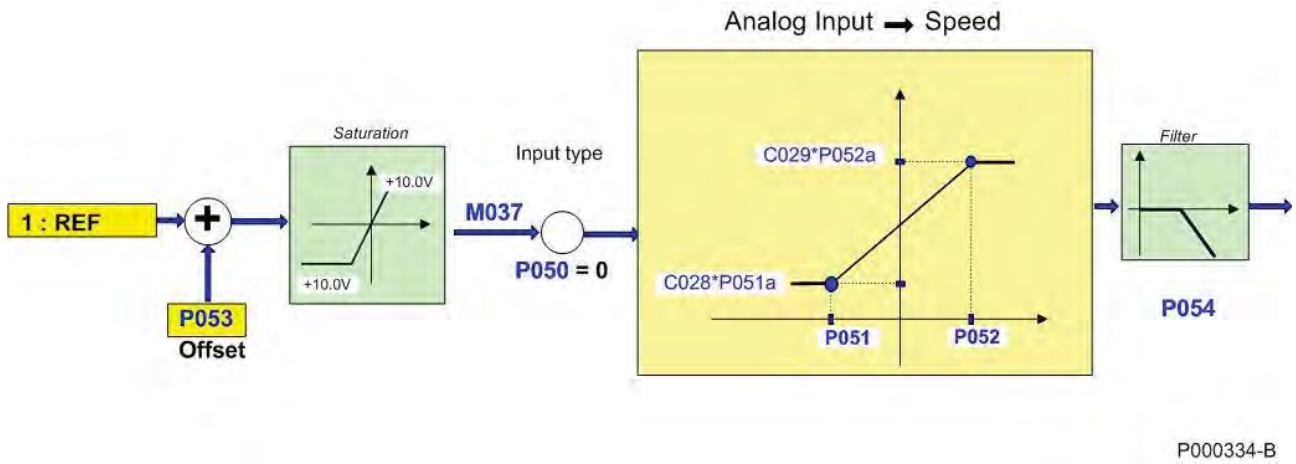 Analog Input → Speed
Saturation
+10.0V
+10.0V
1 : REF
+
P053
Offset
Input type
M037
P050 = 0
C029*P052a
C028*P051a
P051
P052
Filter
P054
P000334-B